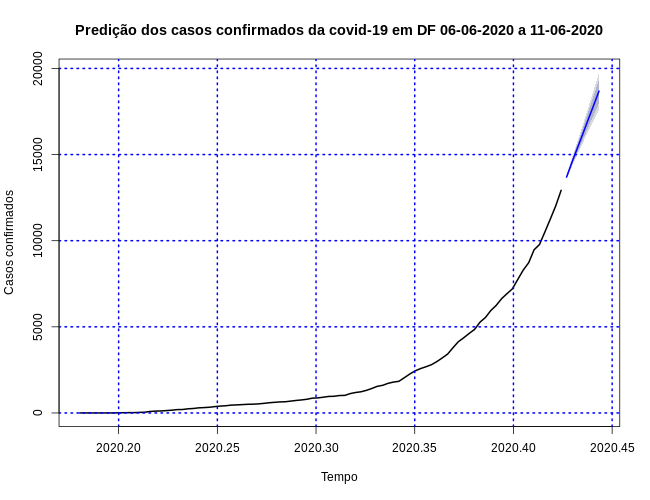 Predição dos casos confirmados da covid-19 em DF 06-06-2020 a 11-06-2020
Casos confirmados
20000
15000
10000
5000
0
2020.20 2020.25 2020.30 2020.35 2020.40 2020.45
Tempo